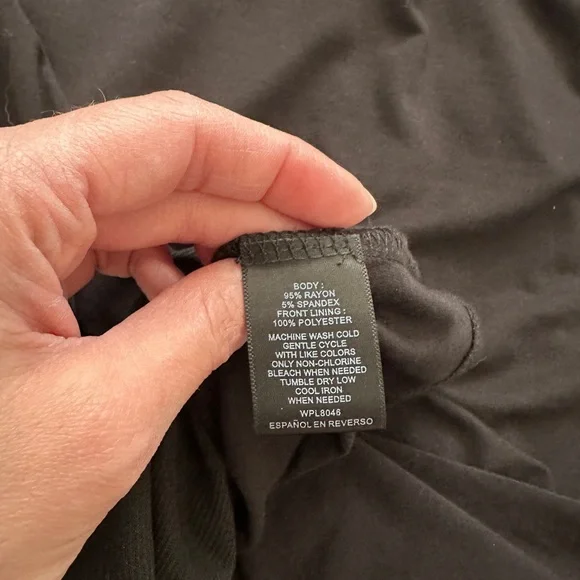 BODY :
95% RAYON
5% SPANDEX
FRONT LINING :
100% POLYESTER
MACHINE WASH COLD
GENTLE CYCLE
WITH LIKE COLORS
ONLY NON-CHLORINE
BLEACH WHEN NEEDED
TUMBLE DRY LOW
COOL IRON
WHEN NEEDED
WPL8046
ESPAÑOL EN REVERSO